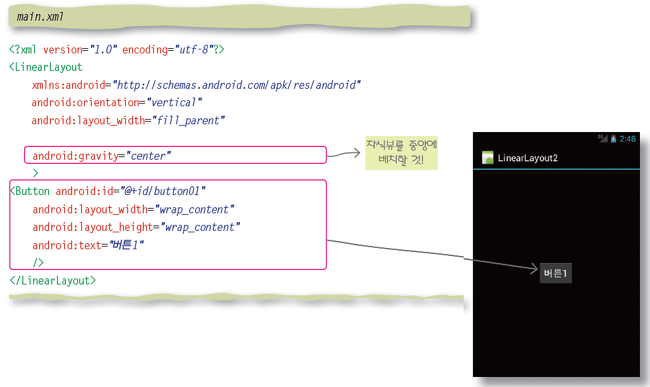 main.xml
<?xml version="1.0" encoding="utf-8"?>
<LinearLayout
xmlns:android="http://schemas.android.com/apk/res/android"
android:orientation="vertical"
android:layout_width="fill_parent"
android:gravity="center"
>
자식뷰를 중앙에
배치할 것!
<Button android:id="@+id/button01"
android:layout_width="wrap_content"
android:layout_height="wrap_content"
android:text="버튼1"
/>
</LinearLayout>
3G 2:48
LinearLayout2
버튼1